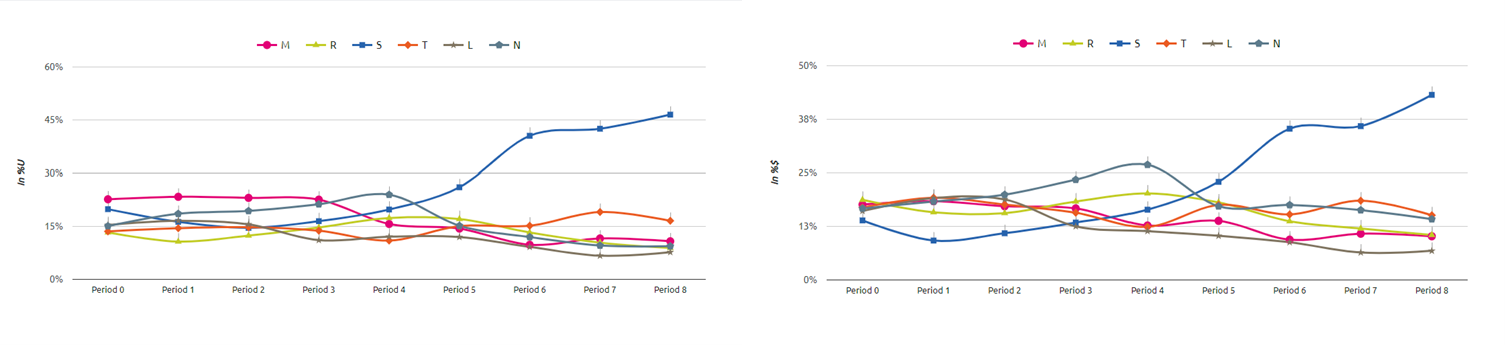 M R S T L N
60%
45%
30%
15%
0%
In %U
Period 0 Period 1 Period 2 Period 3 Period 4 Period 5 Period 6 Period 7 Period 8
M R S T L N
50%
38%
25%
13%
0%
In %$
Period 0 Period 1 Period 2 Period 3 Period 4 Period 5 Period 6 Period 7 Period 8